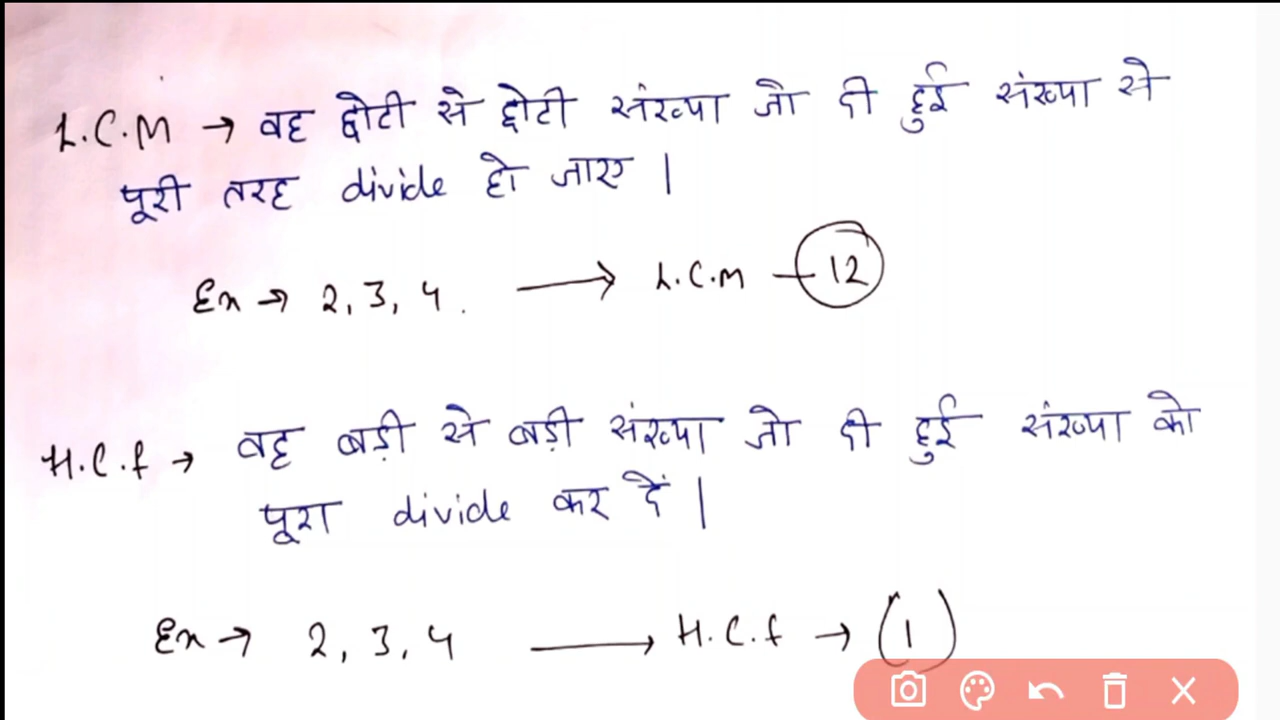 L.C.M → वह छोटी से छोटी संख्या जो दी हुई संख्या से
पूरी तरह divide हो जाए |
Ex → 2, 3, 4. ⟶ L.C.M — 12
H.C.f → वह बड़ी से बड़ी संख्या जो दी हुई संख्या को
पूरा divide कर दें |
Ex → 2, 3, 4 ⟶ H.C.f → (1)